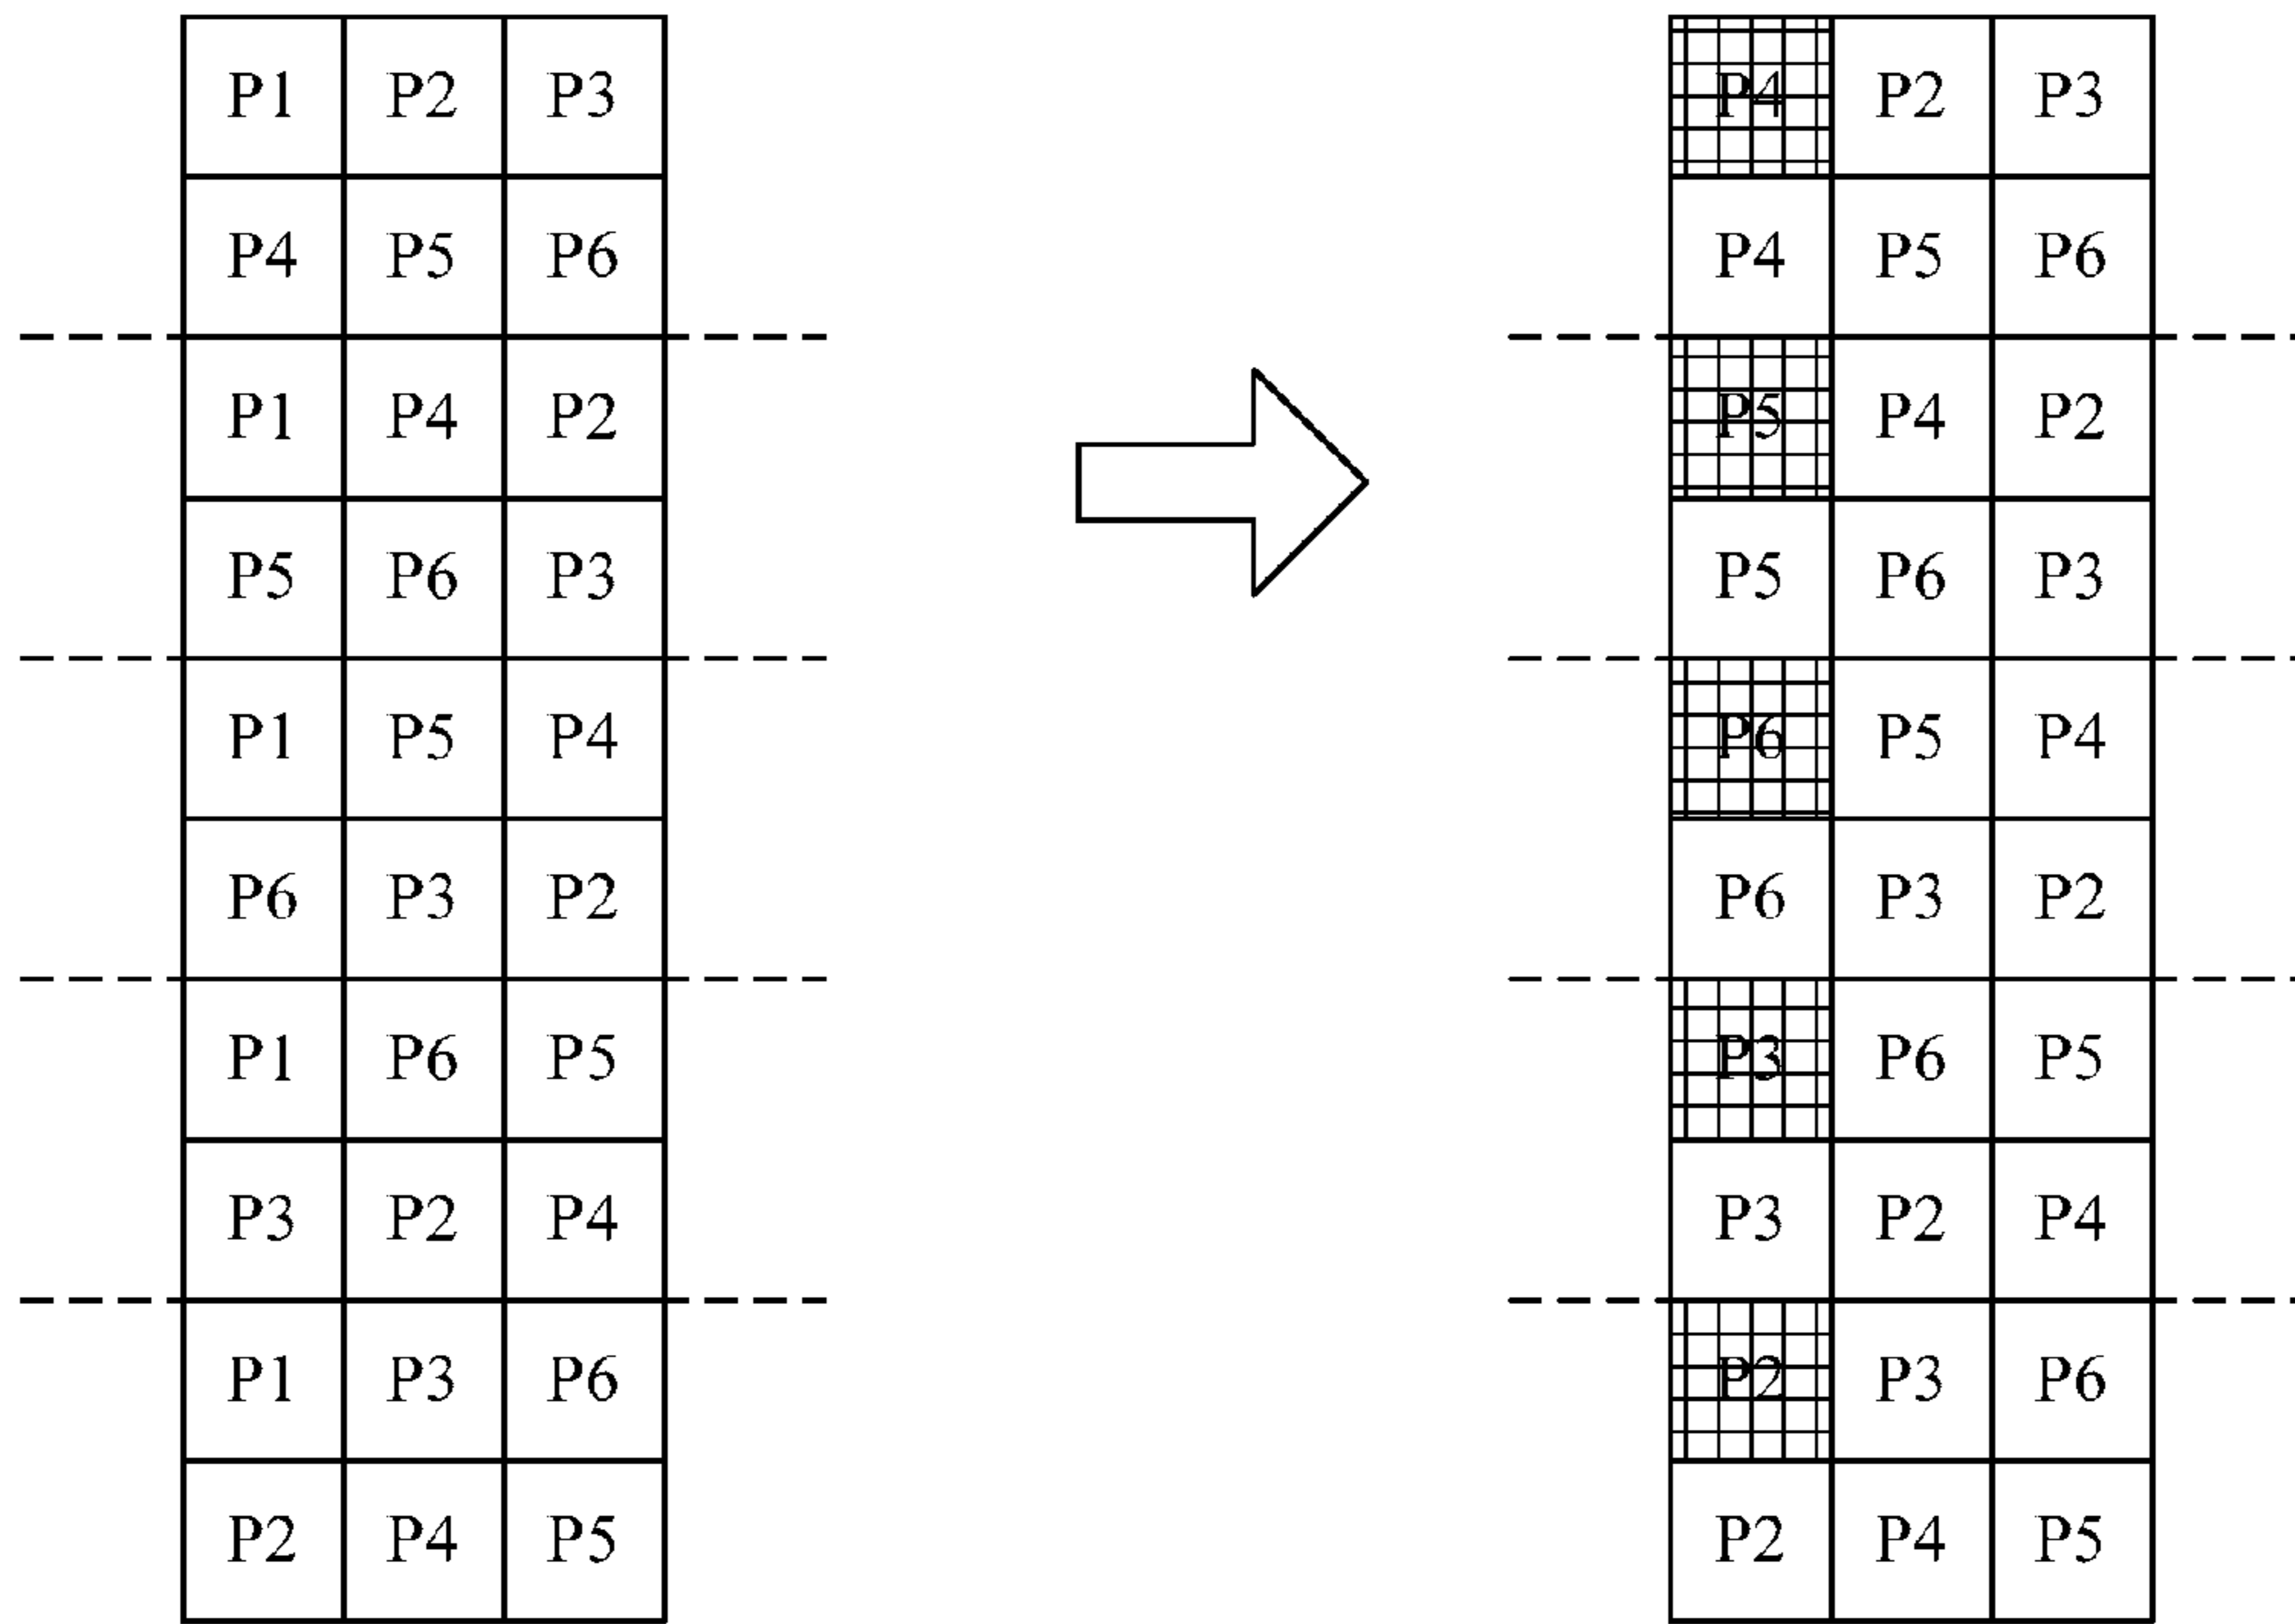 P1 P2 P3
P4 P5 P6
P1 P4 P2
P5 P6 P3
P1 P5 P4
P6 P3 P2
P1 P6 P5
P3 P2 P4
P1 P3 P6
P2 P4 P5
P4 P2 P3
P4 P5 P6
P5 P4 P2
P5 P6 P3
P6 P5 P4
P6 P3 P2
P3 P6 P5
P3 P2 P4
P2 P3 P6
P2 P4 P5